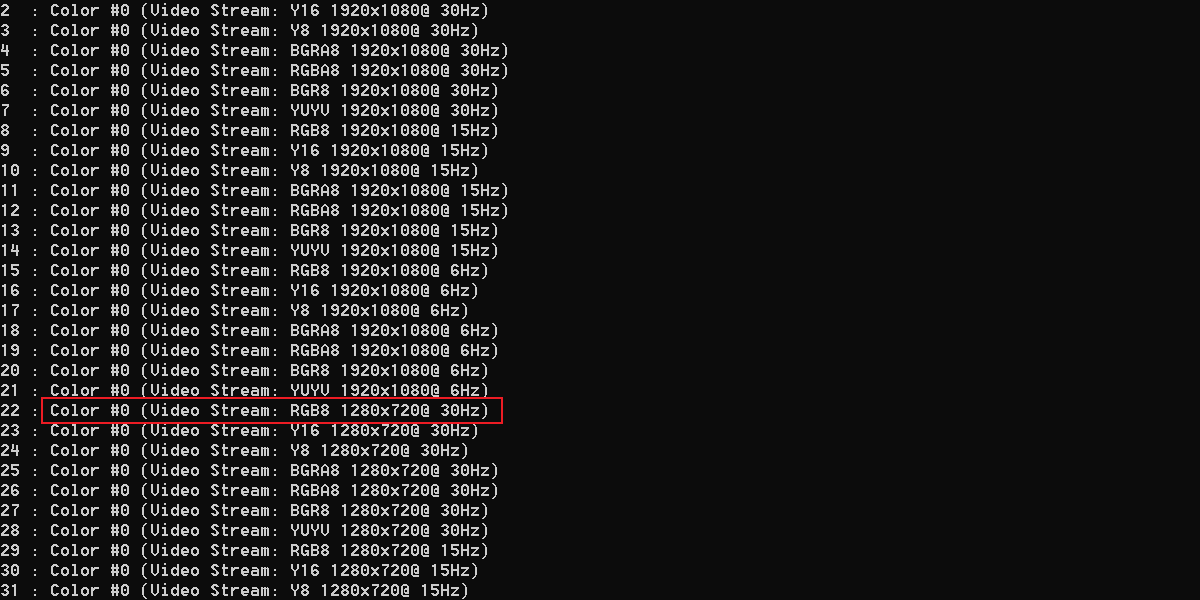 2  : Color #0 (Video Stream: Y16 1920x1080@ 30Hz)
3  : Color #0 (Video Stream: Y8 1920x1080@ 30Hz)
4  : Color #0 (Video Stream: BGRA8 1920x1080@ 30Hz)
5  : Color #0 (Video Stream: RGBA8 1920x1080@ 30Hz)
6  : Color #0 (Video Stream: BGR8 1920x1080@ 30Hz)
7  : Color #0 (Video Stream: YUYV 1920x1080@ 30Hz)
8  : Color #0 (Video Stream: RGB8 1920x1080@ 15Hz)
9  : Color #0 (Video Stream: Y16 1920x1080@ 15Hz)
10 : Color #0 (Video Stream: Y8 1920x1080@ 15Hz)
11 : Color #0 (Video Stream: BGRA8 1920x1080@ 15Hz)
12 : Color #0 (Video Stream: RGBA8 1920x1080@ 15Hz)
13 : Color #0 (Video Stream: BGR8 1920x1080@ 15Hz)
14 : Color #0 (Video Stream: YUYV 1920x1080@ 15Hz)
15 : Color #0 (Video Stream: RGB8 1920x1080@ 6Hz)
16 : Color #0 (Video Stream: Y16 1920x1080@ 6Hz)
17 : Color #0 (Video Stream: Y8 1920x1080@ 6Hz)
18 : Color #0 (Video Stream: BGRA8 1920x1080@ 6Hz)
19 : Color #0 (Video Stream: RGBA8 1920x1080@ 6Hz)
20 : Color #0 (Video Stream: BGR8 1920x1080@ 6Hz)
21 : Color #0 (Video Stream: YUYV 1920x1080@ 6Hz)
22 : Color #0 (Video Stream: RGB8 1280x720@ 30Hz)
23 : Color #0 (Video Stream: Y16 1280x720@ 30Hz)
24 : Color #0 (Video Stream: Y8 1280x720@ 30Hz)
25 : Color #0 (Video Stream: BGRA8 1280x720@ 30Hz)
26 : Color #0 (Video Stream: RGBA8 1280x720@ 30Hz)
27 : Color #0 (Video Stream: BGR8 1280x720@ 30Hz)
28 : Color #0 (Video Stream: YUYV 1280x720@ 30Hz)
29 : Color #0 (Video Stream: RGB8 1280x720@ 15Hz)
30 : Color #0 (Video Stream: Y16 1280x720@ 15Hz)
31 : Color #0 (Video Stream: Y8 1280x720@ 15Hz)